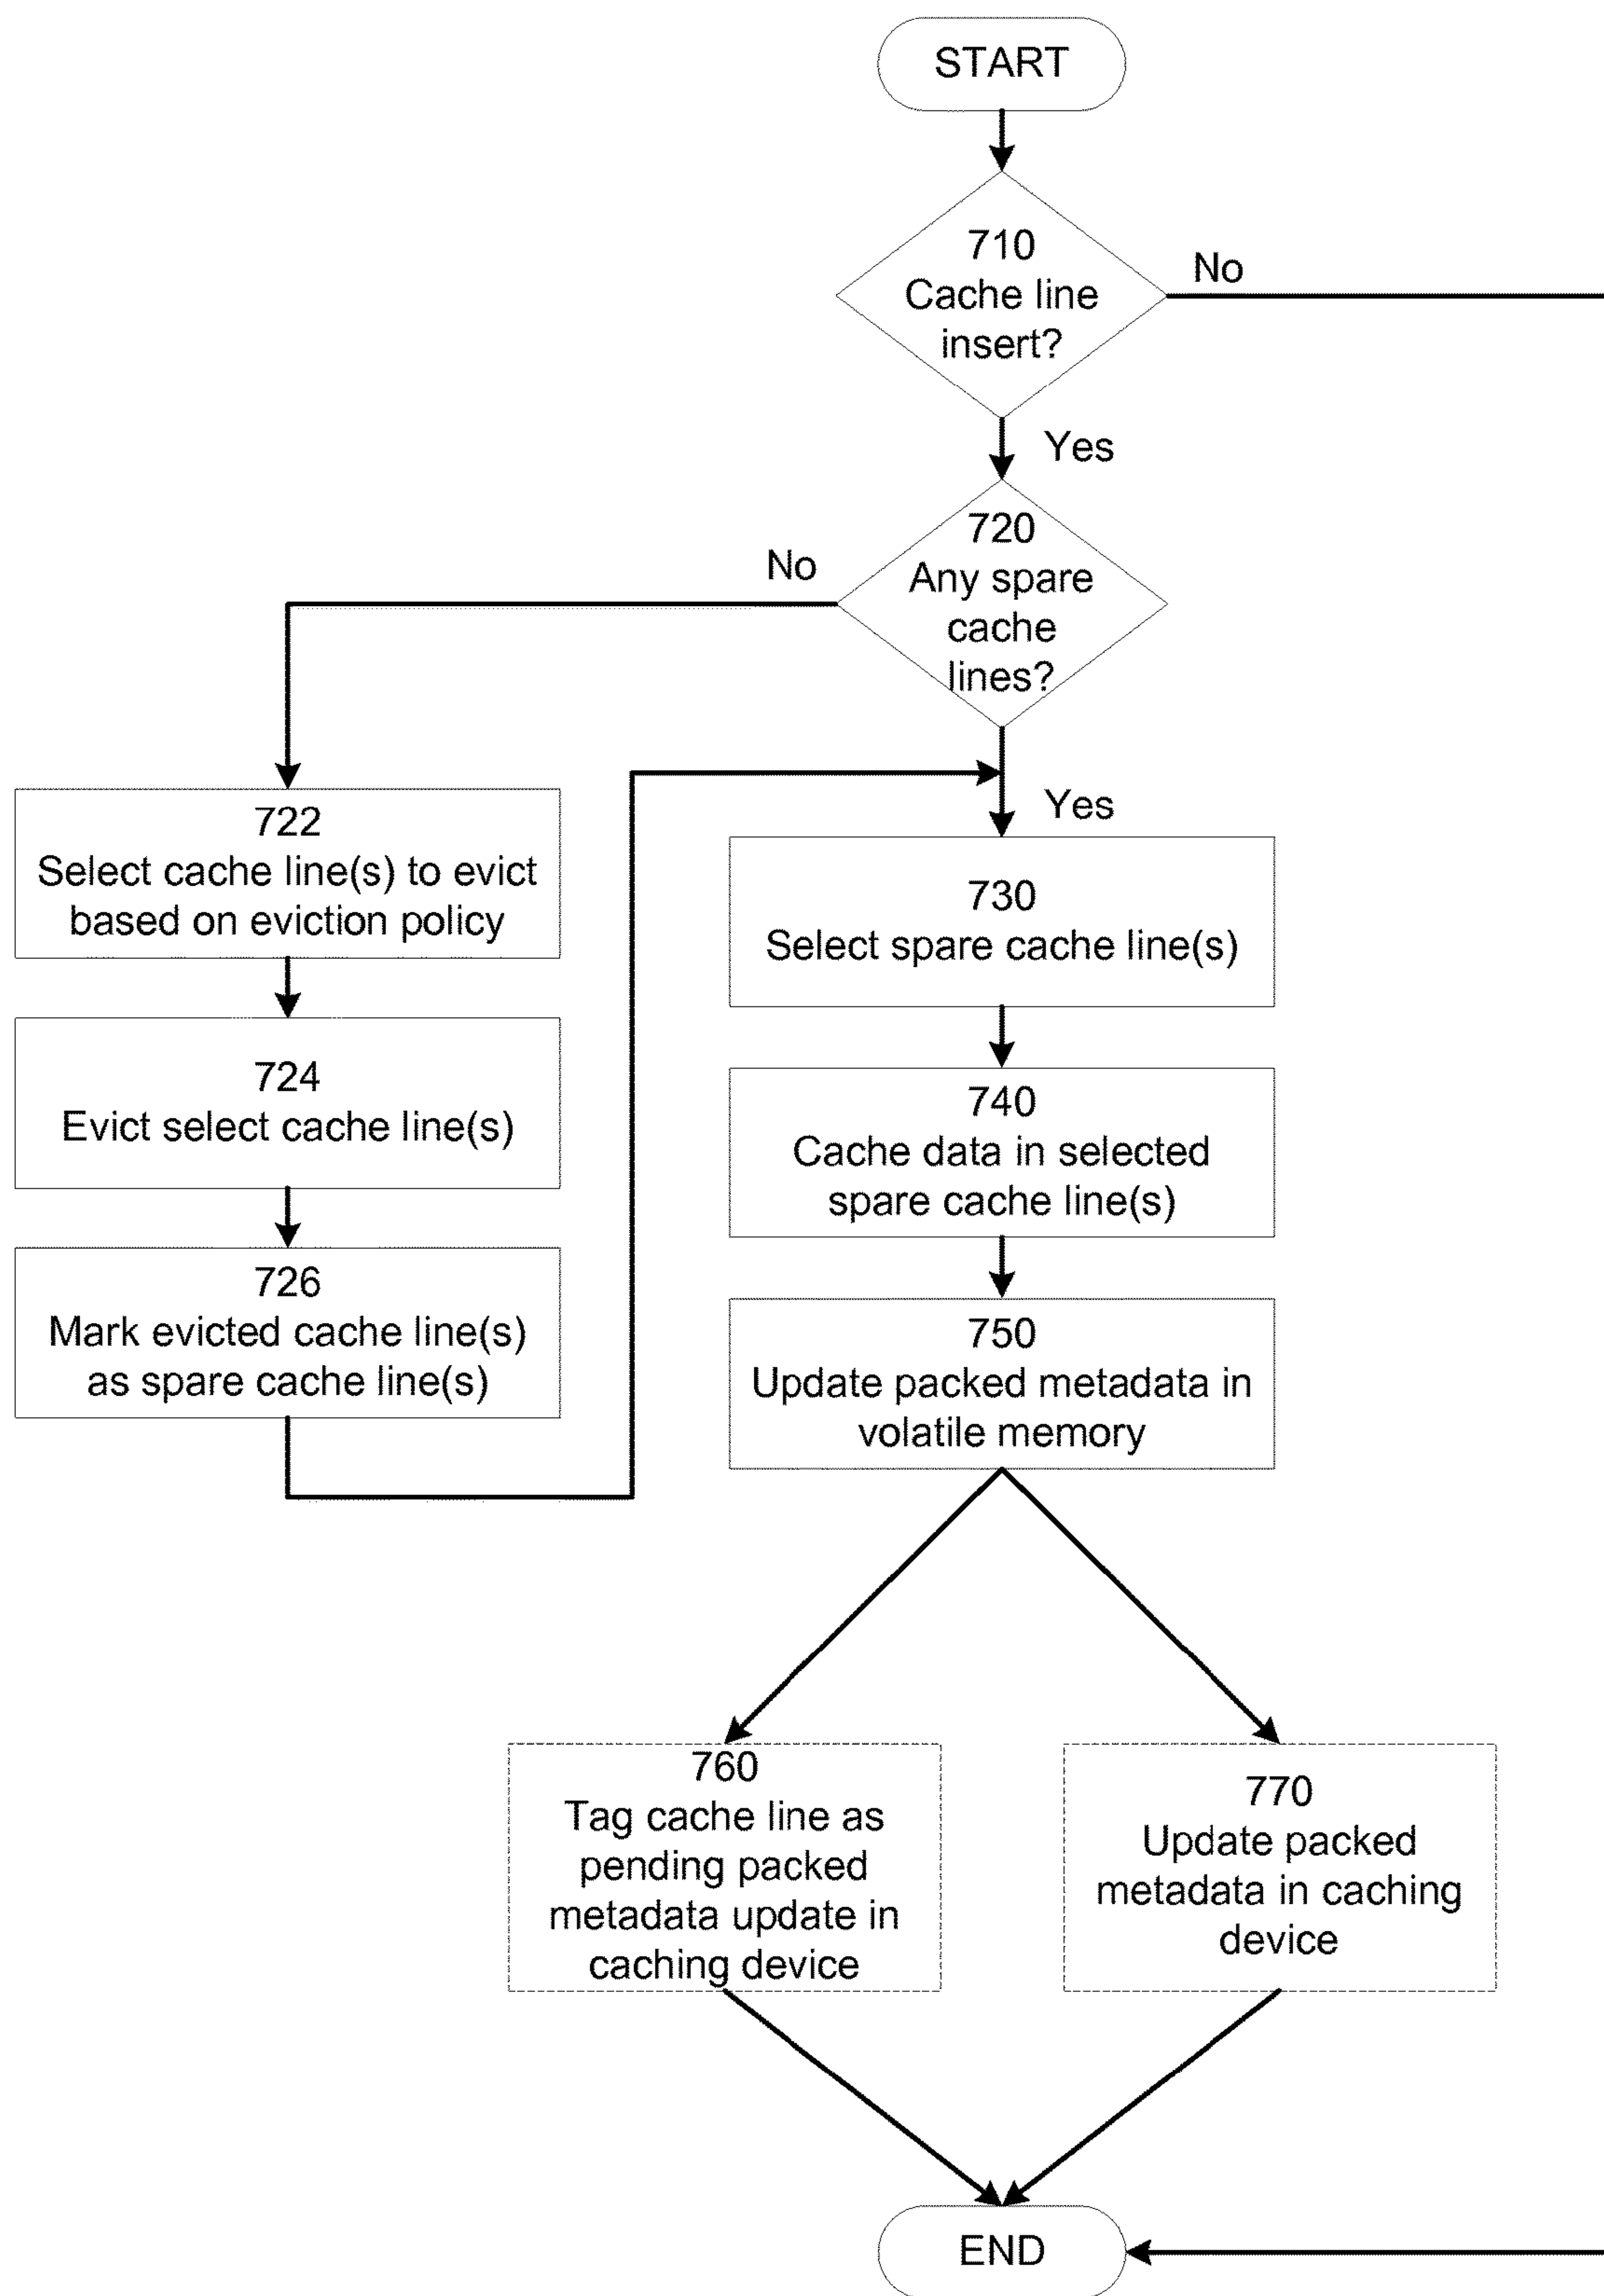 START
710
Cache line
insert?
No
Yes
720
Any spare
cache
lines?
No
Yes
722
Select cache line(s) to evict
based on eviction policy
724
Evict select cache line(s)
726
Mark evicted cache line(s)
as spare cache line(s)
730
Select spare cache line(s)
740
Cache data in selected
spare cache line(s)
750
Update packed metadata in
volatile memory
760
Tag cache line as
pending packed
metadata update in
caching device
770
Update packed
metadata in caching
device
END